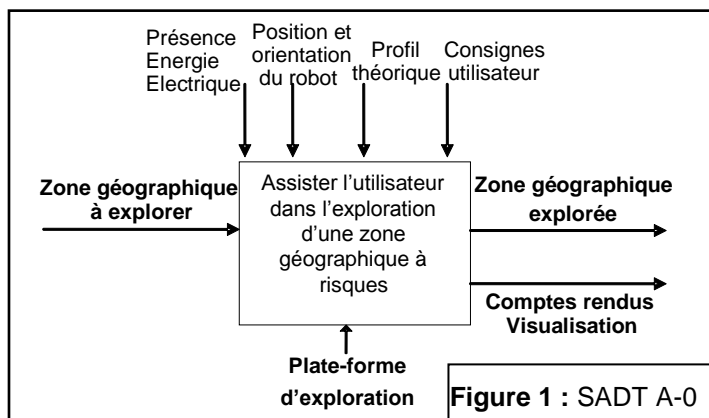 Présence
Energie
Electrique
Position et
orientation
du robot
Profil
théorique
Consignes
utilisateur
Zone géographique
à explorer
Assister l'utilisateur
dans l'exploration
d'une zone
géographique à
risques
Zone géographique
explorée
Comptes rendus
Visualisation
Plate-forme
d'exploration
Figure 1 : SADT A-0